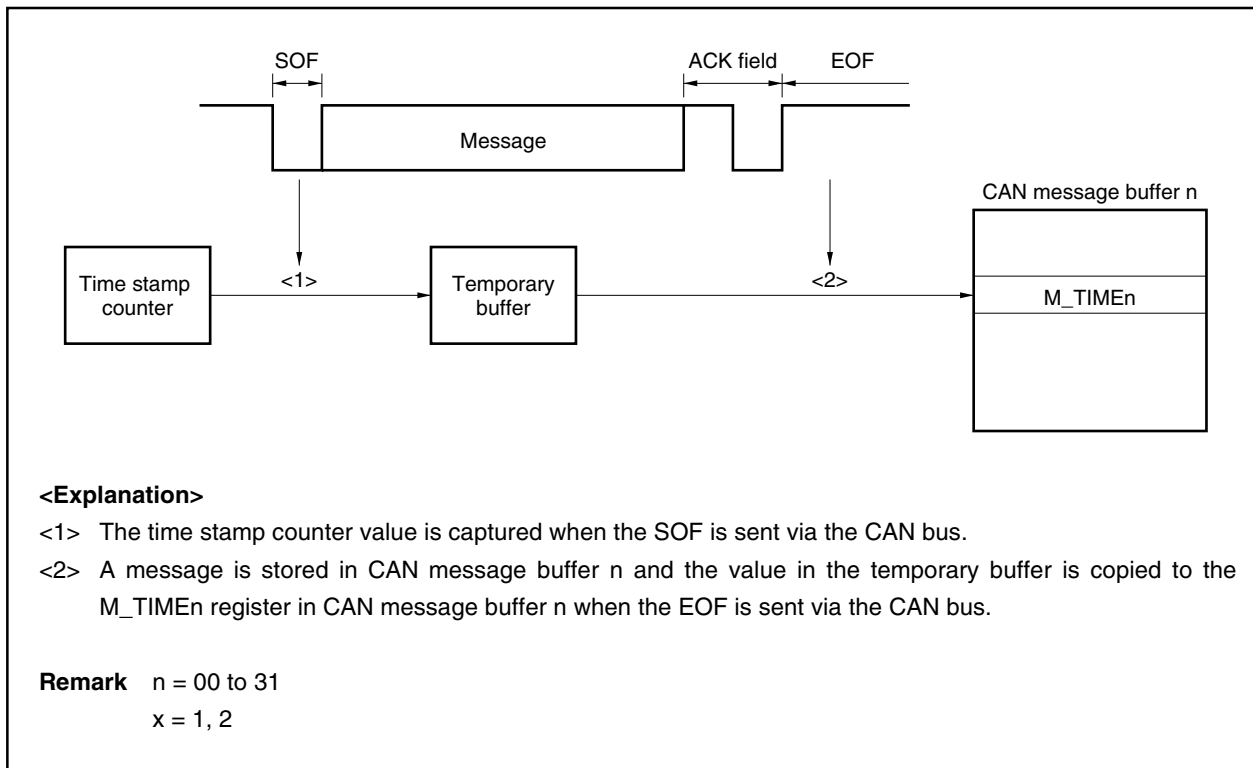 SOF
ACK field
EOF
Message
CAN message buffer n
Time stamp
counter
<1>
Temporary
buffer
<2>
M_TIMEn
<Explanation>
<1> The time stamp counter value is captured when the SOF is sent via the CAN bus.
<2> A message is stored in CAN message buffer n and the value in the temporary buffer is copied to the
M_TIMEn register in CAN message buffer n when the EOF is sent via the CAN bus.
Remark n = 00 to 31
x = 1, 2